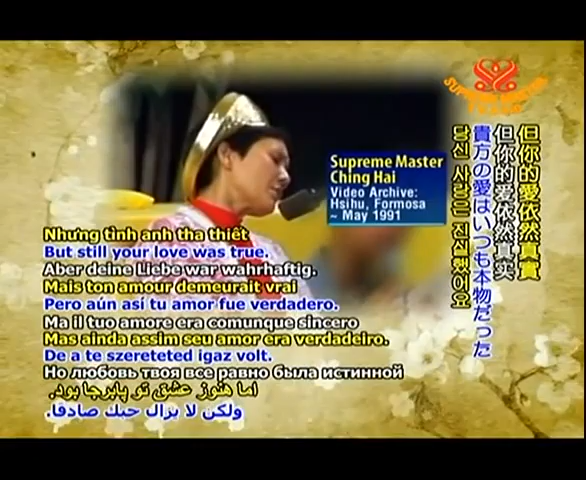 SUPREME MASTER
Supreme Master
Ching Hai
Video Archive:
Hsihu, Formosa
~ May 1991
但你的愛依然真實
但你的爱依然真实
貴方の愛はいつも本物だった
당신 사랑은 진실했어요
Nhưng tình anh tha thiết
But still your love was true.
Aber deine Liebe war wahrhaftig.
Mais ton amour demeurait vrai
Pero aún así tu amor fue verdadero.
Ma il tuo amore era comunque sincero
Mas ainda assim seu amor era verdadeiro.
De a te szereteted igaz volt.
Но любовь твоя все равно была истинной
اما هنوز عشق تو پابرجا بود.
ولكن لا يزال حبك صادقا.